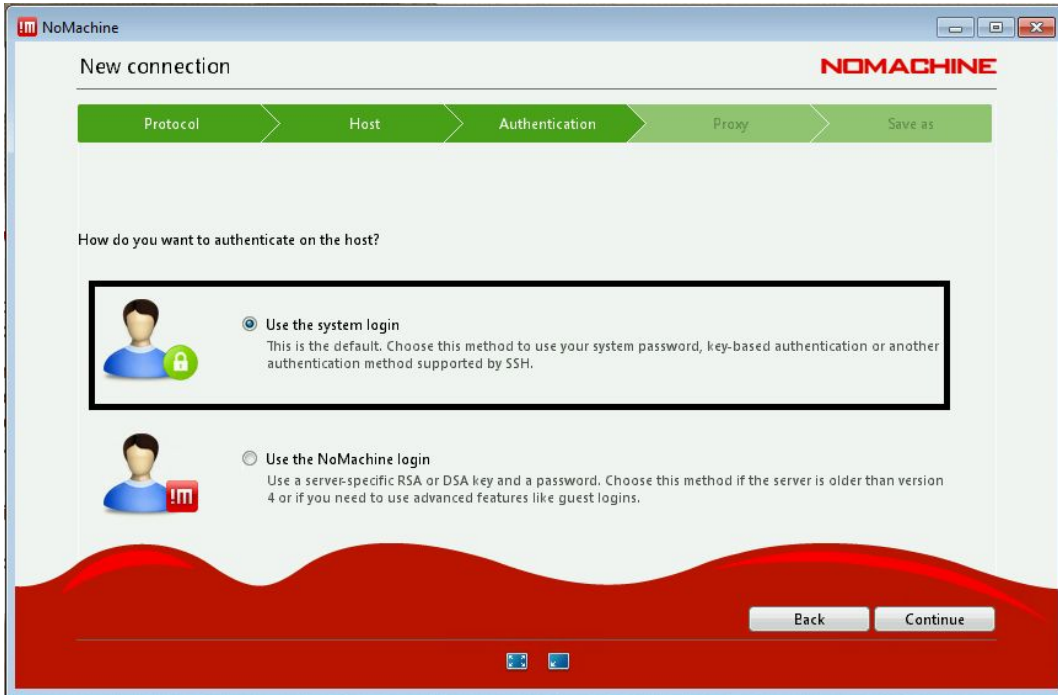 !M NoMachine
New connection
NOMACHINE
Protocol
Host
Authentication
Proxy
Save as
How do you want to authenticate on the host?
Use the system login
This is the default. Choose this method to use your system password, key-based authentication or another
authentication method supported by SSH.
Use the NoMachine login
!M
Use a server-specific RSA or DSA key and a password. Choose this method if the server is older than version
4 or if you need to use advanced features like guest logins.
Back
Continue